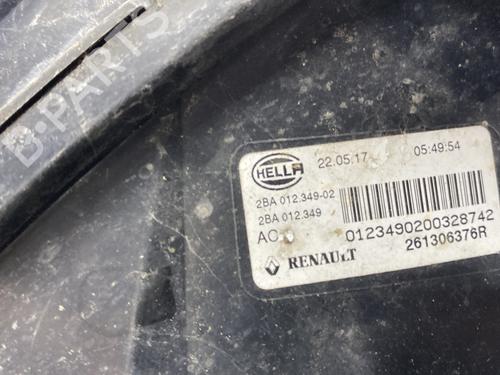 B-PARTS
HELLA
22.05.17 05:49:54
2BA 012.349-02
2BA 012.349
AC
0123490200328742
RENAULT 261306376R